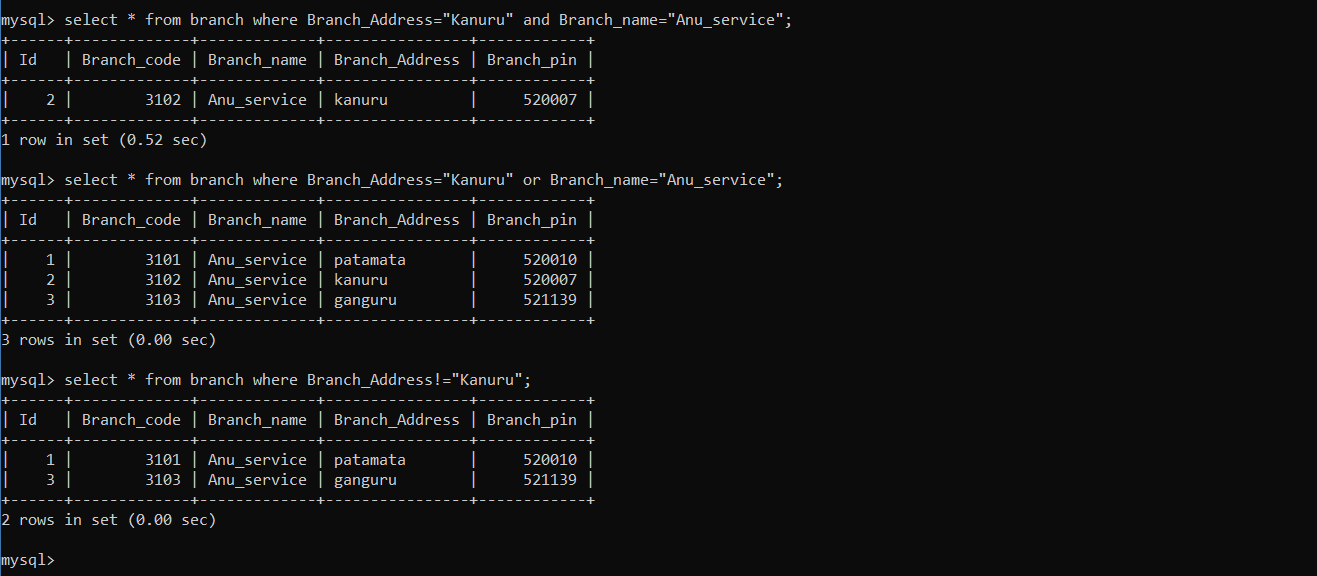 mysql> select * from branch where Branch_Address="Kanuru" and Branch_name="Anu_service";
+------+-------------+-------------+----------------+------------+
| Id   | Branch_code | Branch_name | Branch_Address | Branch_pin |
+------+-------------+-------------+----------------+------------+
|    2 |        3102 | Anu_service | kanuru         |     520007 |
+------+-------------+-------------+----------------+------------+
1 row in set (0.52 sec)

mysql> select * from branch where Branch_Address="Kanuru" or Branch_name="Anu_service";
+------+-------------+-------------+----------------+------------+
| Id   | Branch_code | Branch_name | Branch_Address | Branch_pin |
+------+-------------+-------------+----------------+------------+
|    1 |        3101 | Anu_service | patamata       |     520010 |
|    2 |        3102 | Anu_service | kanuru         |     520007 |
|    3 |        3103 | Anu_service | ganguru        |     521139 |
+------+-------------+-------------+----------------+------------+
3 rows in set (0.00 sec)

mysql> select * from branch where Branch_Address!="Kanuru";
+------+-------------+-------------+----------------+------------+
| Id   | Branch_code | Branch_name | Branch_Address | Branch_pin |
+------+-------------+-------------+----------------+------------+
|    1 |        3101 | Anu_service | patamata       |     520010 |
|    3 |        3103 | Anu_service | ganguru        |     521139 |
+------+-------------+-------------+----------------+------------+
2 rows in set (0.00 sec)

mysql>